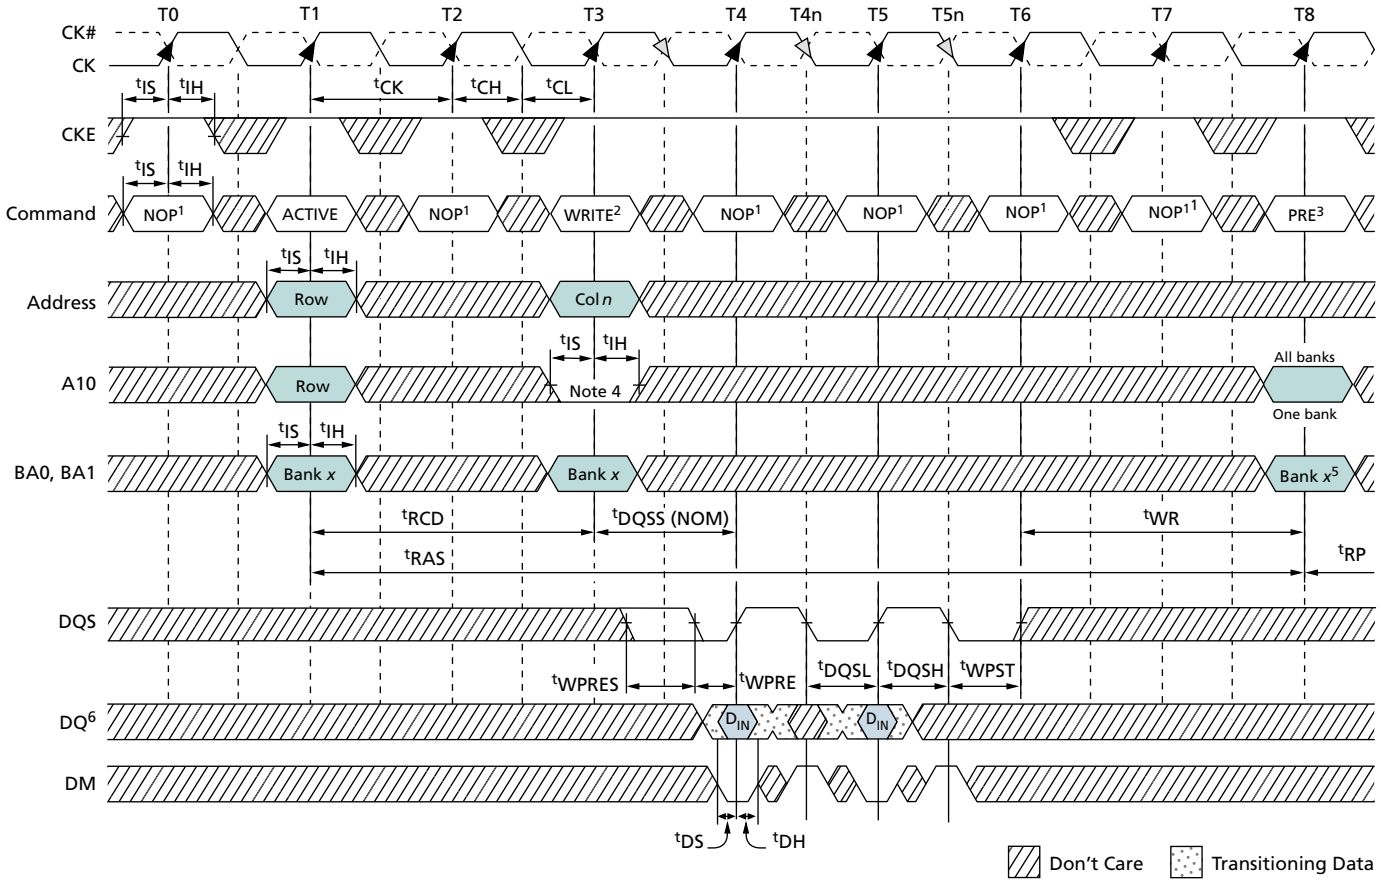 T0 T1 T2 T3 T4 T4n T5 T5n T6 T7 T8
CK#
CK
tIS tIH tCK tCH tCL
CKE
tIS tIH
Command NOP1 ACTIVE NOP1 WRITE2 NOP1 NOP1 NOP1 NOP11 PRE3
tIS tIH
Address Row Col n
tIS tIH
All banks
A10 Row Note 4
One bank
tIS tIH
BA0, BA1 Bank x Bank x Bank x5
tRCD tDQSS (NOM) tWR
tRAS tRP
DQS
tWPRES tWPRE tDQSL tDQSH tWPST
DQ6 DIN DIN
DM
tDS tDH
Don't Care Transitioning Data